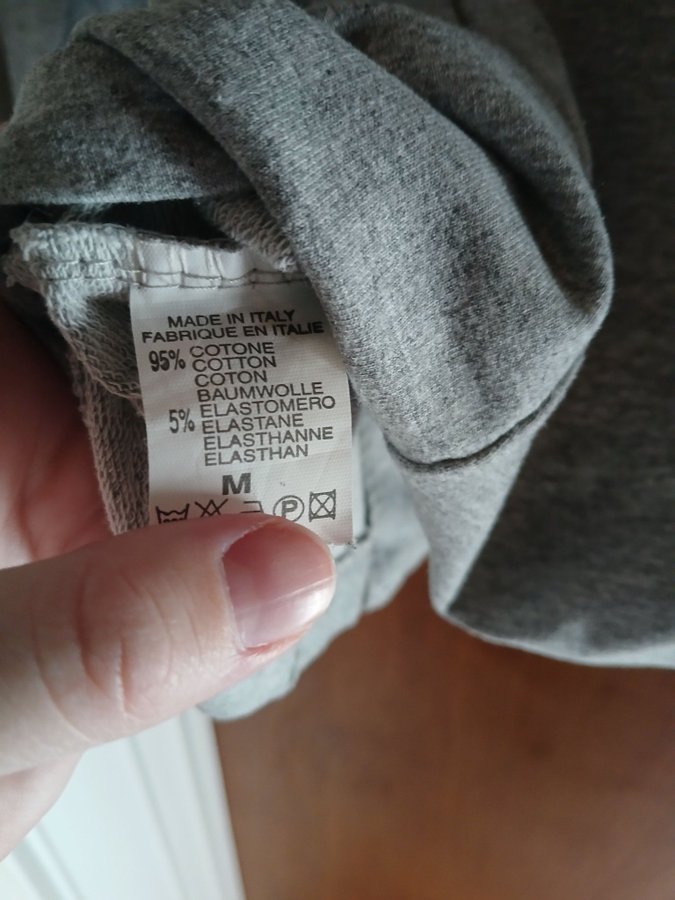 MADE IN ITALY
FABRIQUE EN ITALIE
95% COTONE
COTTON
COTON
BAUMWOLLE
5% ELASTOMERO
ELASTANE
ELASTHANNE
ELASTHAN
M
P